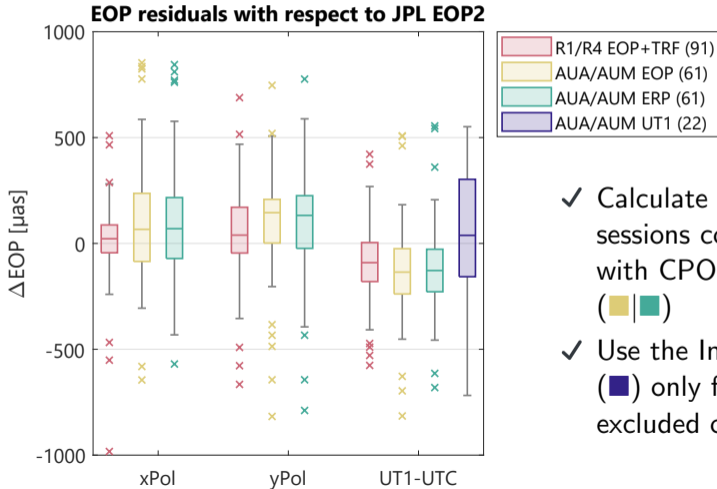 EOP residuals with respect to JPL EOP2
1000
500
0
-500
-1000
ΔEOP [µas]
xPol
yPol
UT1-UTC
R1/R4 EOP+TRF (91)
AUA/AUM EOP (61)
AUA/AUM ERP (61)
AUA/AUM UT1 (22)
✓ Calculate
sessions co
with CPO
(■|■)
✓ Use the In
(■) only f
excluded o